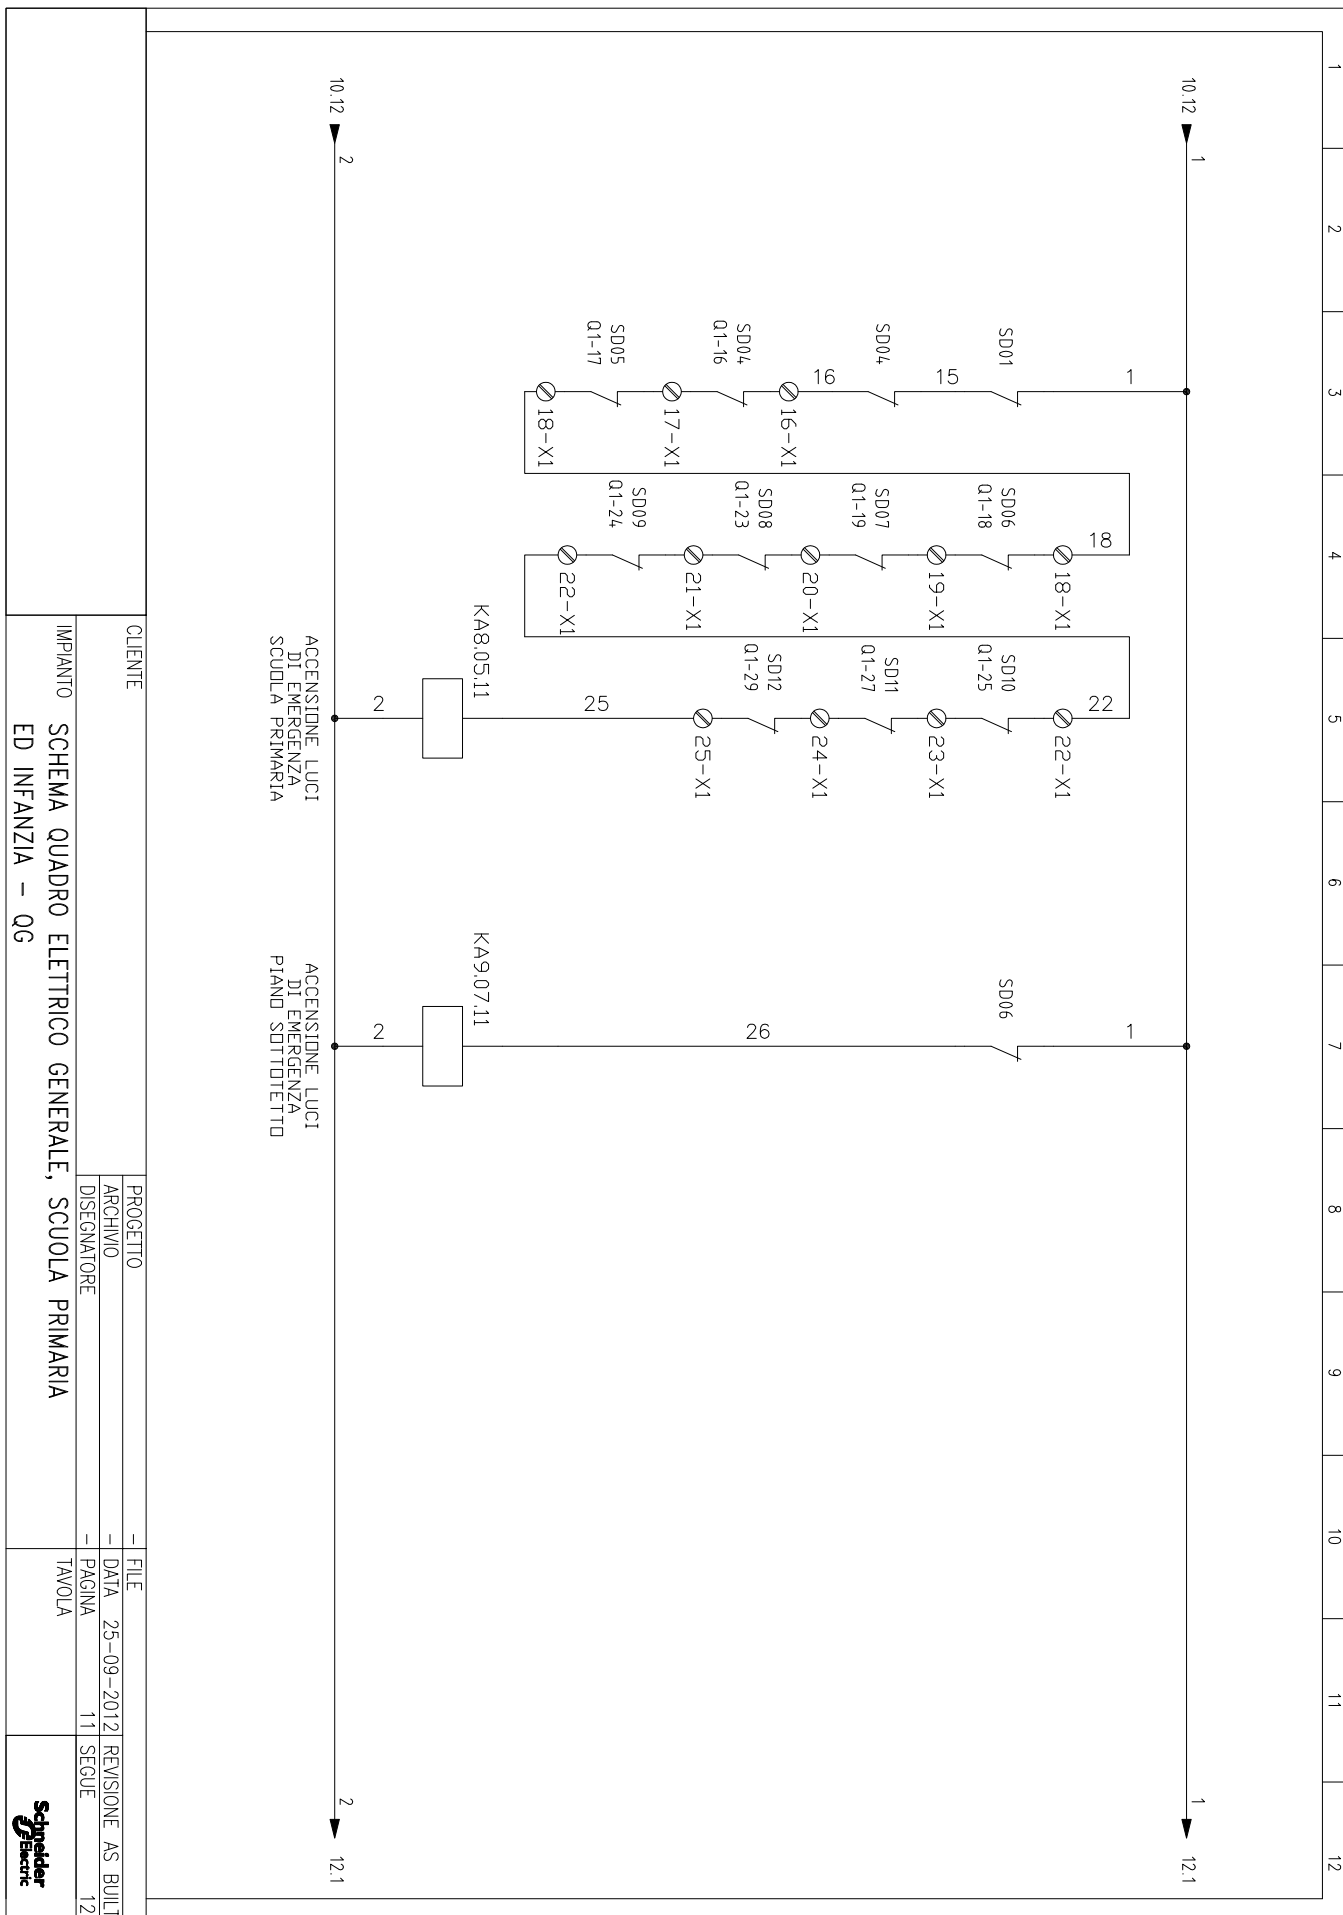 1 2 3 4 5 6 7 8 9 10 11 12
10.12 1 1 12.1
1
SD01
15
SD04
16
16-X1
SD04
Q1-16
17-X1
SD05
Q1-17
18-X1
18
18-X1
SD06
Q1-18
19-X1
SD07
Q1-19
20-X1
SD08
Q1-23
21-X1
SD09
Q1-24
22-X1
22
22-X1
SD10
Q1-25
23-X1
SD11
Q1-27
24-X1
SD12
Q1-29
25-X1
25
KA8.05.11
2
1
SD06
26
KA9.07.11
2
10.12 2 2 12.1
ACCENSIONE LUCI
DI EMERGENZA
SCUOLA PRIMARIA
ACCENSIONE LUCI
DI EMERGENZA
PIANO SOTTOTETTO
CLIENTE
PROGETTO -
ARCHIVIO -
DISEGNATORE -
FILE
DATA 25-09-2012 REVISIONE AS BUILT
PAGINA 11 SEGUE 12
IMPIANTO SCHEMA QUADRO ELETTRICO GENERALE, SCUOLA PRIMARIA
ED INFANZIA - QG
TAVOLA
Schneider
Electric